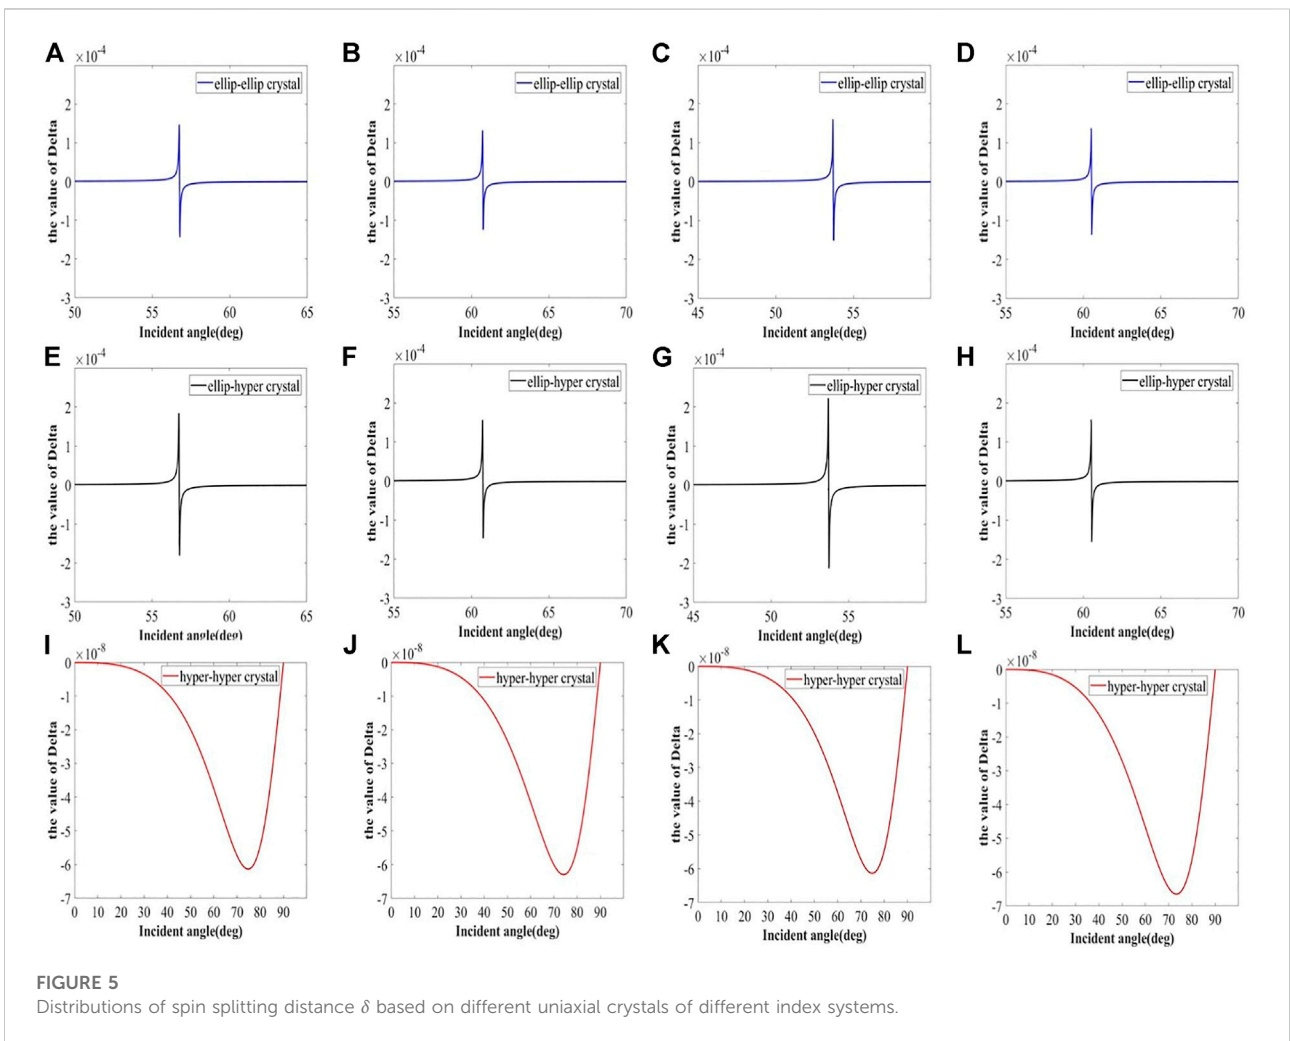 A
×10-4
ellip-ellip crystal
the value of Delta
2
1
0
-1
-2
-3
50 55 60 65
Incident angle(deg)
B
×10-4
ellip-ellip crystal
the value of Delta
2
1
0
-1
-2
-3
55 60 65 70
Incident angle(deg)
C
×10-4
ellip-ellip crystal
the value of Delta
2
1
0
-1
-2
-3
45 50 55
Incident angle(deg)
D
×10-4
ellip-ellip crystal
the value of Delta
2
1
0
-1
-2
-3
55 60 65 70
Incident angle(deg)
E
×10-4
ellip-hyper crystal
the value of Delta
2
1
0
-1
-2
-3
50 55 60 65
Incident angle(deg)
F
×10-4
ellip-hyper crystal
the value of Delta
2
1
0
-1
-2
-3
55 60 65 70
Incident angle(deg)
G
×10-4
ellip-hyper crystal
the value of Delta
2
1
0
-1
-2
-3
45 50 55
Incident angle(deg)
H
×10-4
ellip-hyper crystal
the value of Delta
2
1
0
-1
-2
-3
55 60 65 70
Incident angle(deg)
I
×10-8
hyper-hyper crystal
the value of Delta
0
-1
-2
-3
-4
-5
-6
-7
0 10 20 30 40 50 60 70 80 90
Incident angle(deg)
J
×10-8
hyper-hyper crystal
the value of Delta
0
-1
-2
-3
-4
-5
-6
-7
0 10 20 30 40 50 60 70 80 90
Incident angle(deg)
K
×10-8
hyper-hyper crystal
the value of Delta
0
-1
-2
-3
-4
-5
-6
-7
0 10 20 30 40 50 60 70 80 90
Incident angle(deg)
L
×10-8
hyper-hyper crystal
the value of Delta
0
-1
-2
-3
-4
-5
-6
-7
0 10 20 30 40 50 60 70 80 90
Incident angle(deg)
FIGURE 5
Distributions of spin splitting distance δ based on different uniaxial crystals of different index systems.